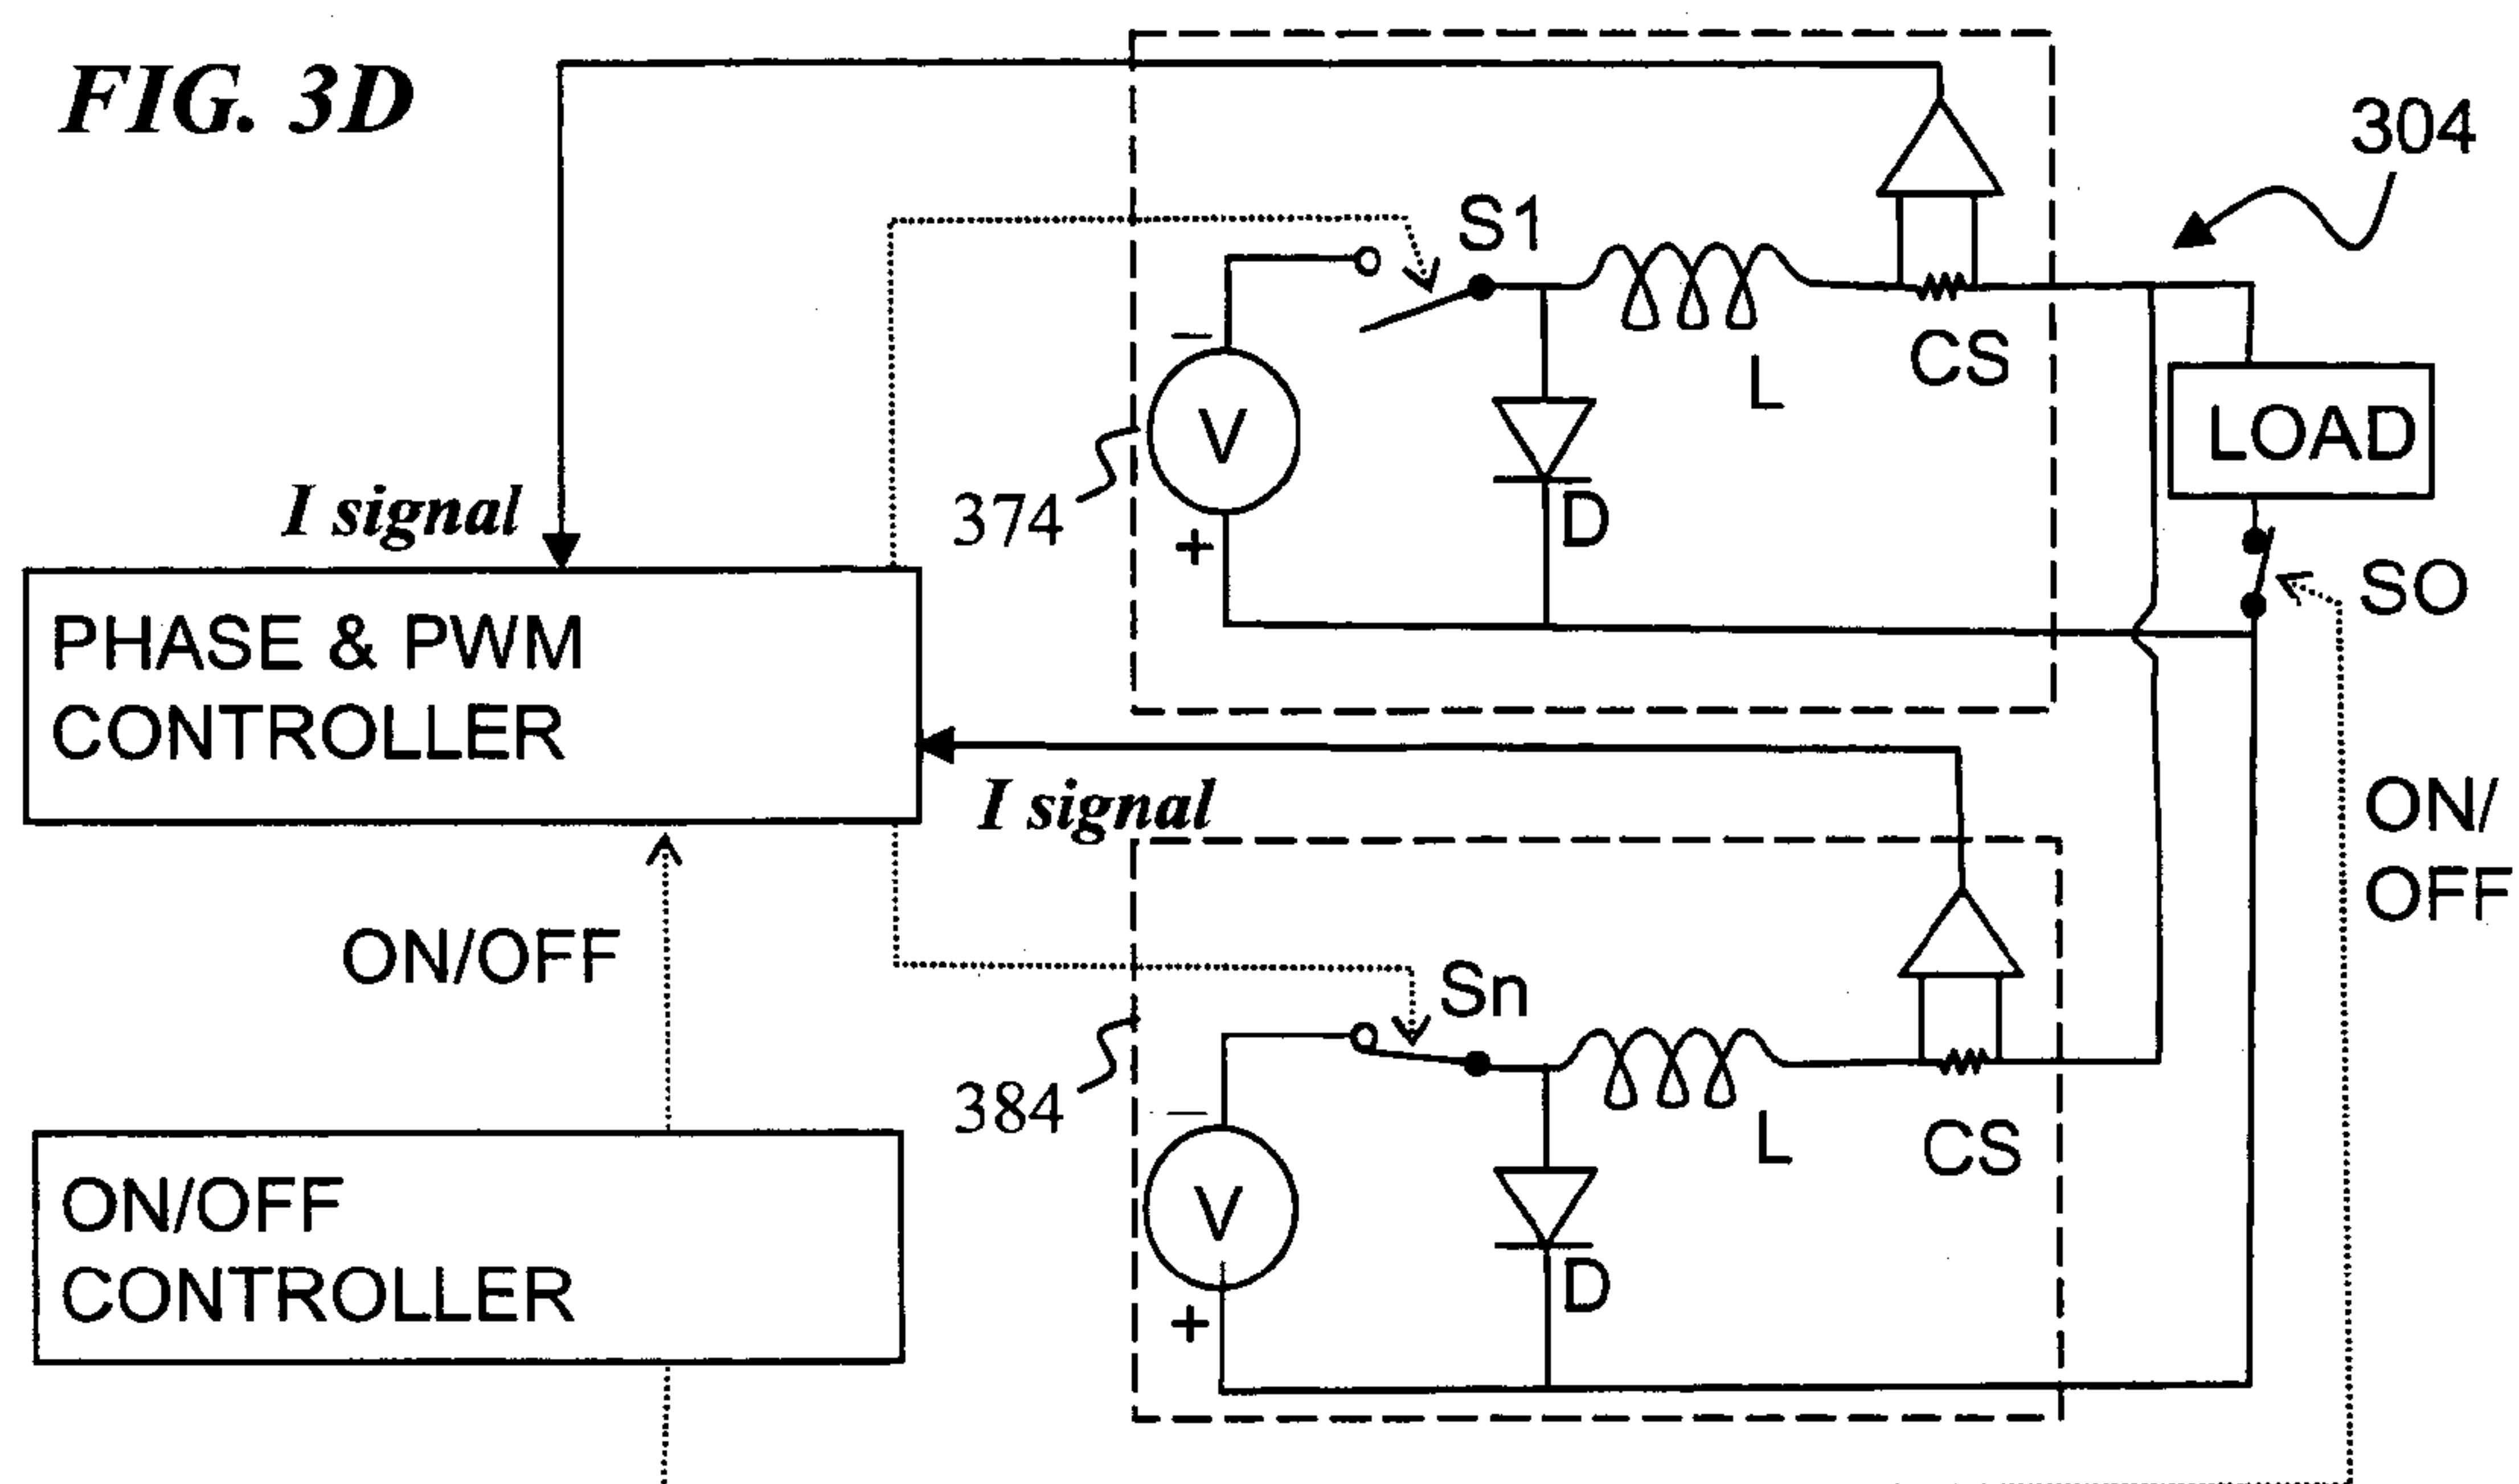 FIG. 3D
304
S1
–
V
+
374
L
CS
D
LOAD
SO
I signal
PHASE & PWM
CONTROLLER
I signal
ON/
OFF
ON/OFF
Sn
384
–
V
+
L
CS
D
ON/OFF
CONTROLLER